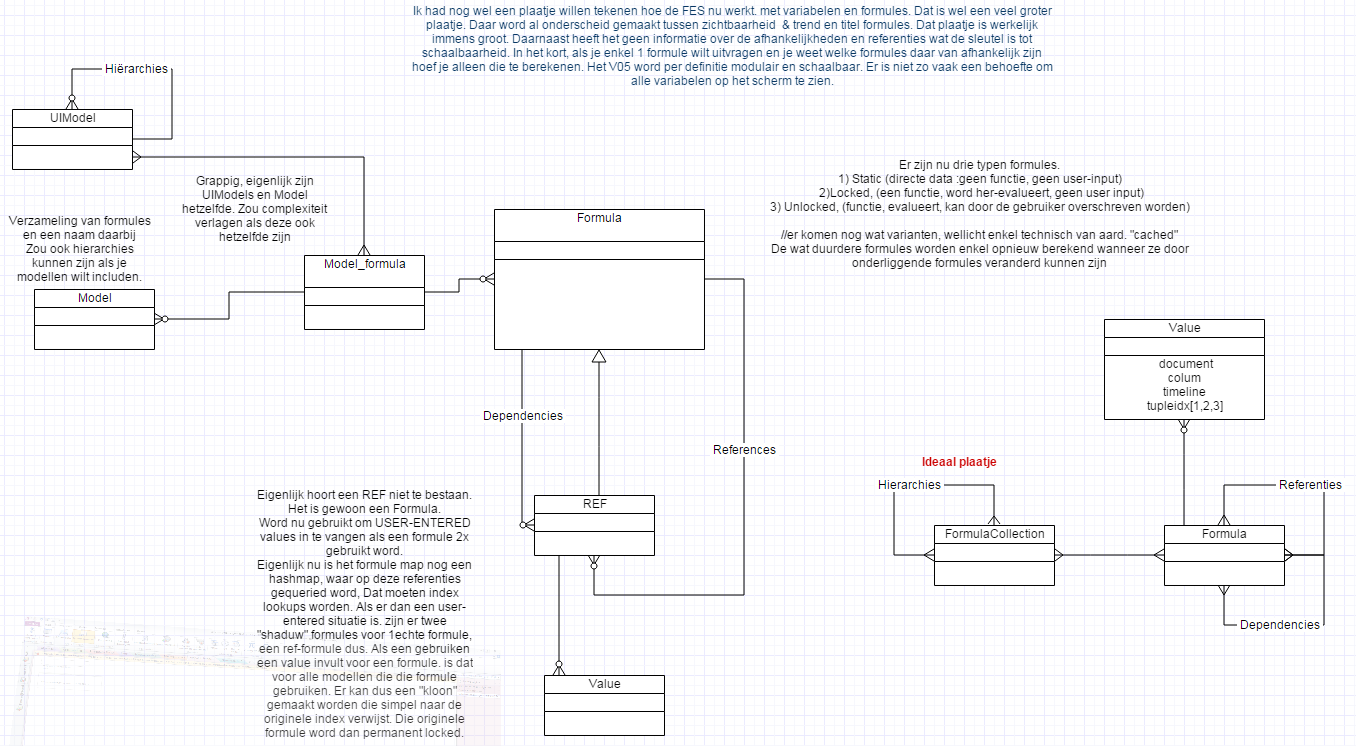 Ik had nog wel een plaatje willen tekenen hoe de FES nu werkt. met variabelen en formules. Dat is wel een veel groter
plaatje. Daar word al onderscheid gemaakt tussen zichtbaarheid & trend en titel formules. Dat plaatje is werkelijk
immens groot. Daarnaast heeft het geen informatie over de afhankelijkheden en referenties wat de sleutel is tot
schaalbaarheid. In het kort, als je enkel 1 formule wilt uitvragen en je weet welke formules daar van afhankelijk zijn
hoef je alleen die te berekenen. Het V05 word per definitie modulair en schaalbaar. Er is niet zo vaak een behoefte om
alle variabelen op het scherm te zien.
Hiërarchies
UIModel
Grappig, eigenlijk zijn
UIModels en Model
hetzelfde. Zou complexiteit
verlagen als deze ook
hetzelfde zijn
Verzameling van formules
en een naam daarbij
Zou ook hierarchies
kunnen zijn als je
modellen wilt includen.
Model
Model_formula
Formula
Er zijn nu drie typen formules.
1) Static (directe data :geen functie, geen user-input)
2)Locked, (een functie, word her-evalueert, geen user input)
3) Unlocked, (functie, evalueert, kan door de gebruiker overschreven worden)
//er komen nog wat varianten, wellicht enkel technisch van aard. "cached"
De wat duurdere formules worden enkel opnieuw berekend wanneer ze door
onderliggende formules veranderd kunnen zijn
Dependencies
References
REF
Eigenlijk hoort een REF niet te bestaan.
Het is gewoon een Formula.
Word nu gebruikt om USER-ENTERED
values in te vangen als een formule 2x
gebruikt word.
Eigenlijk nu is het formule map nog een
hashmap, waar op deze referenties
gequeried word, Dat moeten index
lookups worden. Als er dan een user-
entered situatie is. zijn er twee
"shaduw" formules voor 1echte formule,
een ref-formule dus. Als een gebruiken
een value invult voor een formule. is dat
voor alle modellen die die formule
gebruiken. Er kan dus een "kloon"
gemaakt worden die simpel naar de
originele index verwijst. Die originele
formule word dan permanent locked.
Value
Value
document
colum
timeline
tupleidx[1,2,3]
Ideaal plaatje
Hierarchies
FormulaCollection
Referenties
Formula
Dependencies